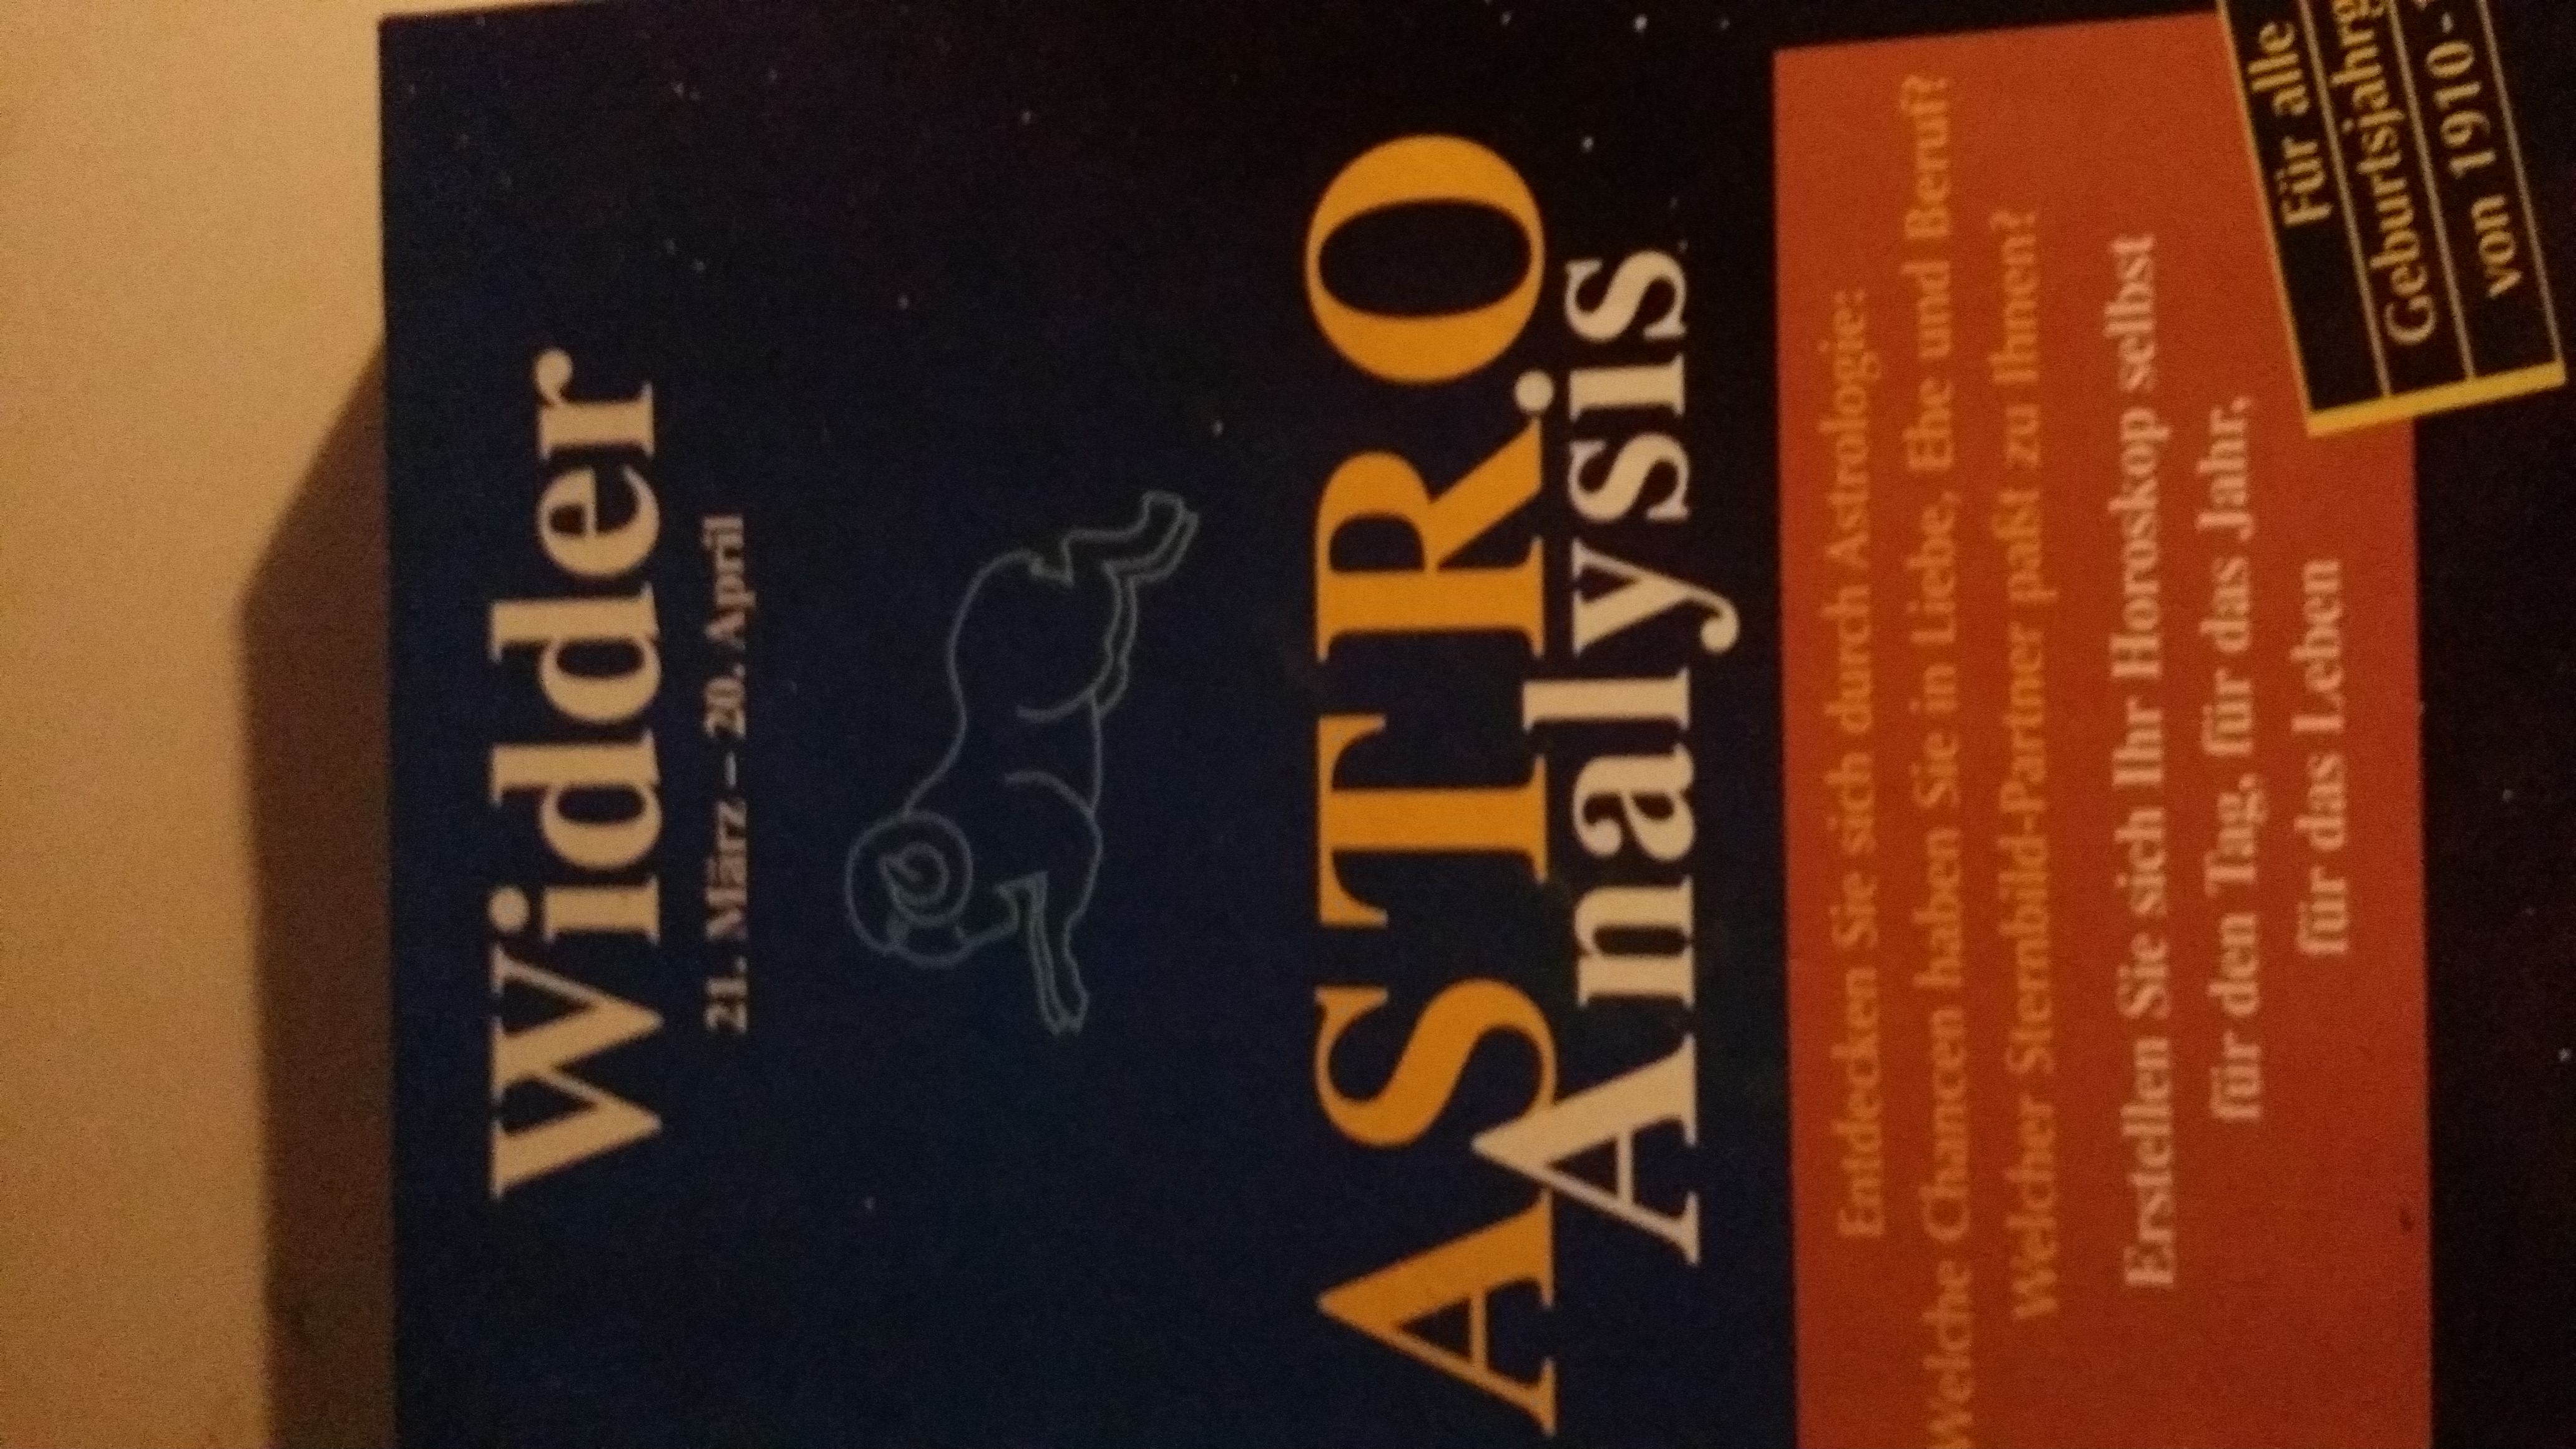 Widder
21. März – 20. April
ASTRO
Analysis
Entdecken Sie sich durch Astrologie:
Welche Chancen haben Sie in Liebe, Ehe und Beruf?
Welcher Sternbild-Partner paßt zu Ihnen?
Erstellen Sie sich Ihr Horoskop selbst
für den Tag, für das Jahr,
für das Leben
Für alle
Geburtsjahrg
von 1910-